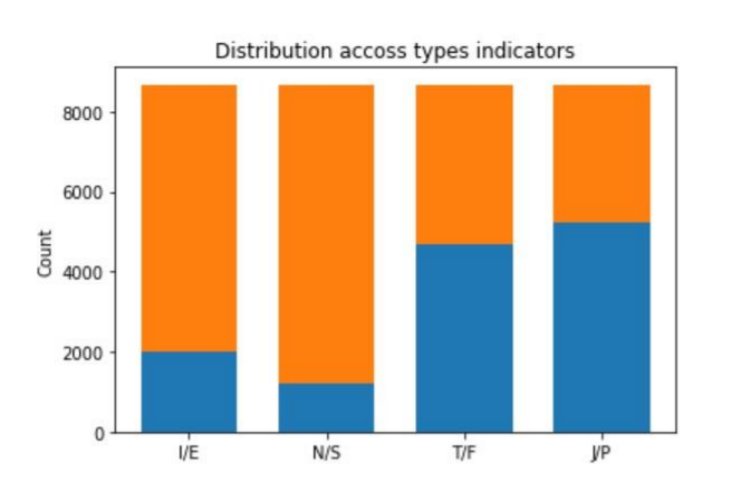 Distribution accoss types indicators
8000
6000
4000
2000
0
Count
I/E
N/S
T/F
J/P